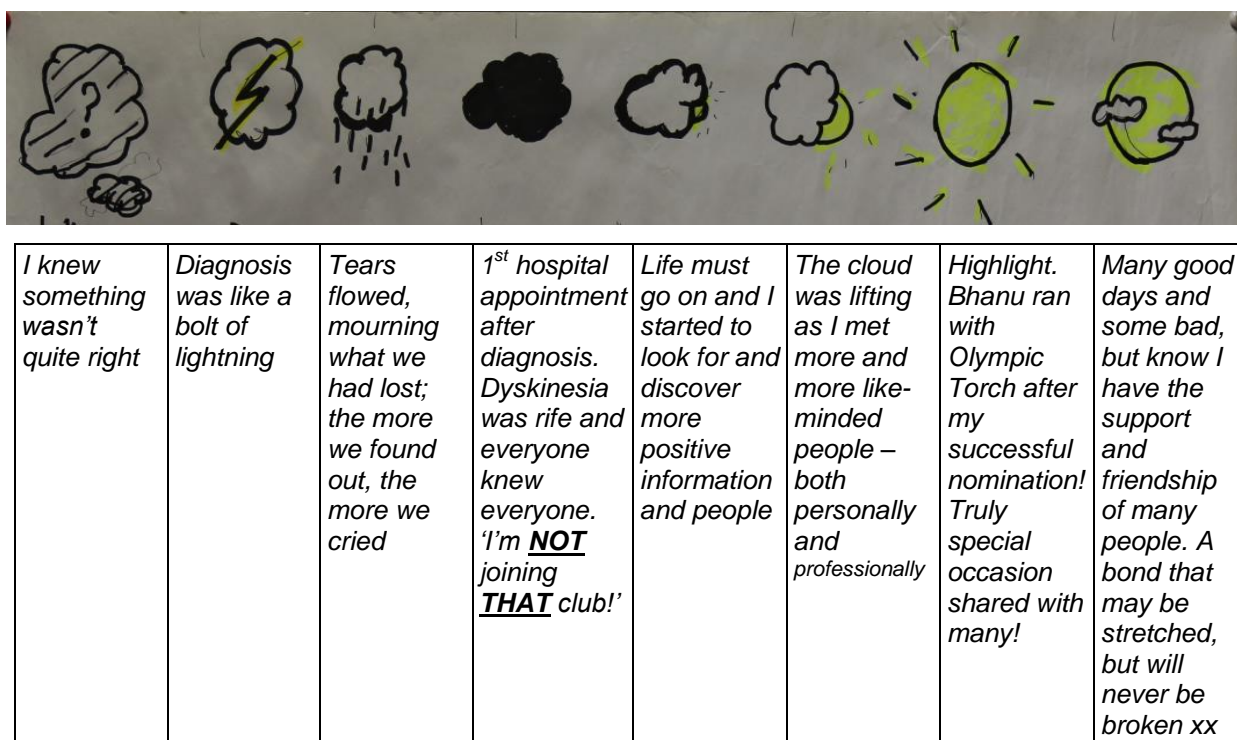 ?
I knew
something
wasn't
quite right
Diagnosis
was like a
bolt of
lightning
Tears
flowed,
mourning
what we
had lost;
the more
we found
out, the
more we
cried
1st hospital
appointment
after
diagnosis.
Dyskinesia
was rife and
everyone
knew
everyone.
'I'm NOT
joining
THAT club!'
Life must
go on and I
started to
look for and
discover
more
positive
information
and people
The cloud
was lifting
as I met
more and
more like-
minded
people –
both
personally
and
professionally
Highlight.
Bhanu ran
with
Olympic
Torch after
my
successful
nomination!
Truly
special
occasion
shared with
many!
Many good
days and
some bad,
but know I
have the
support
and
friendship
of many
people. A
bond that
may be
stretched,
but will
never be
broken xx